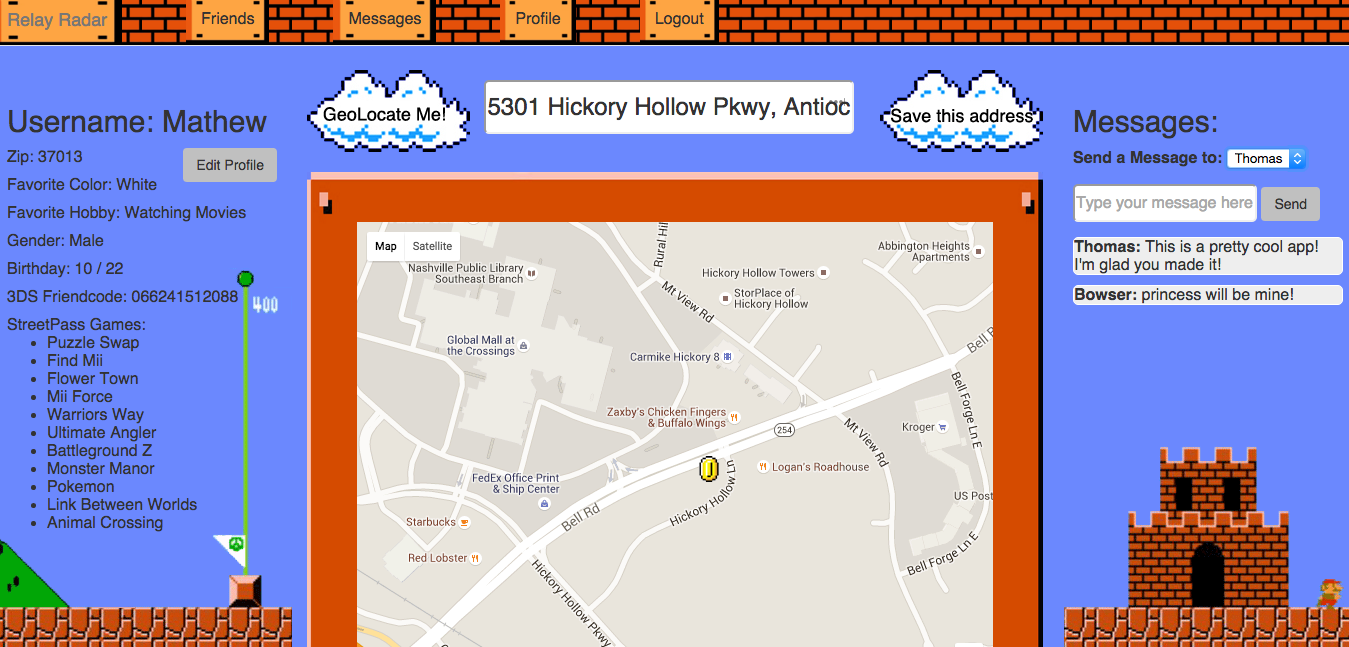 Relay Radar
Friends
Messages
Profile
Logout
GeoLocate Me!
5301 Hickory Hollow Pkwy, Antioc
Save this address
Username: Mathew
Zip: 37013
Edit Profile
Favorite Color: White
Favorite Hobby: Watching Movies
Gender: Male
Birthday: 10 / 22
3DS Friendcode: 066241512088
400
StreetPass Games:
Puzzle Swap
Find Mii
Flower Town
Mii Force
Warriors Way
Ultimate Angler
Battleground Z
Monster Manor
Pokemon
Link Between Worlds
Animal Crossing
Map
Satellite
Nashville Public Library
Southeast Branch
Rural Hill
Abbington Heights
Apartments
Hickory Hollow Towers
Mt View Rd
StorPlace of
Hickory Hollow
Global Mall at
the Crossings
Carmike Hickory 8
Bell R
Bell Forge Ln E
Zaxby's Chicken Fingers
& Buffalo Wings
254
Mt View Rd
Kroger
Logan's Roadhouse
FedEx Office Print
& Ship Center
Hickory Hollow Ln
US Post
Bell Rd
Starbucks
Red Lobster
Bell Forge Ln E
Hickory Hollow Pkwy
Messages:
Send a Message to: Thomas
Type your message here
Send
Thomas: This is a pretty cool app!
I'm glad you made it!
Bowser: princess will be mine!